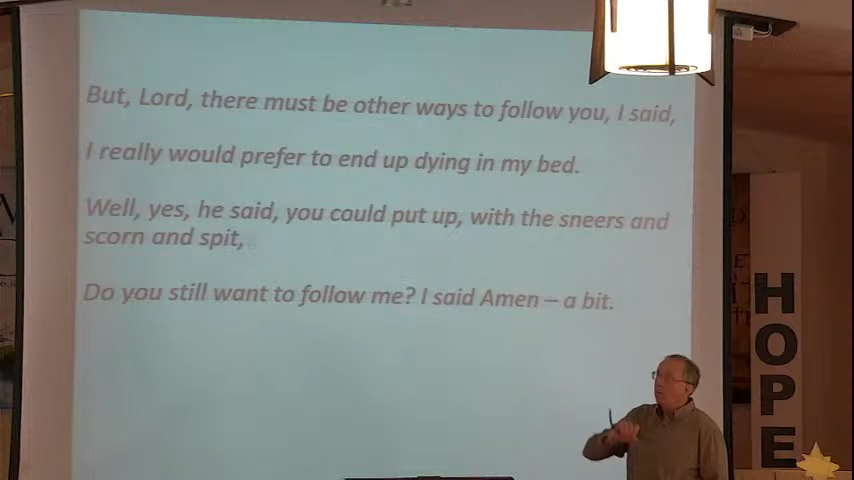 But, Lord, there must be other ways to follow you, I said,
I really would prefer to end up dying in my bed.
Well, yes, he said, you could put up, with the sneers and
scorn and spit,
Do you still want to follow me? I said Amen – a bit.
HOPE